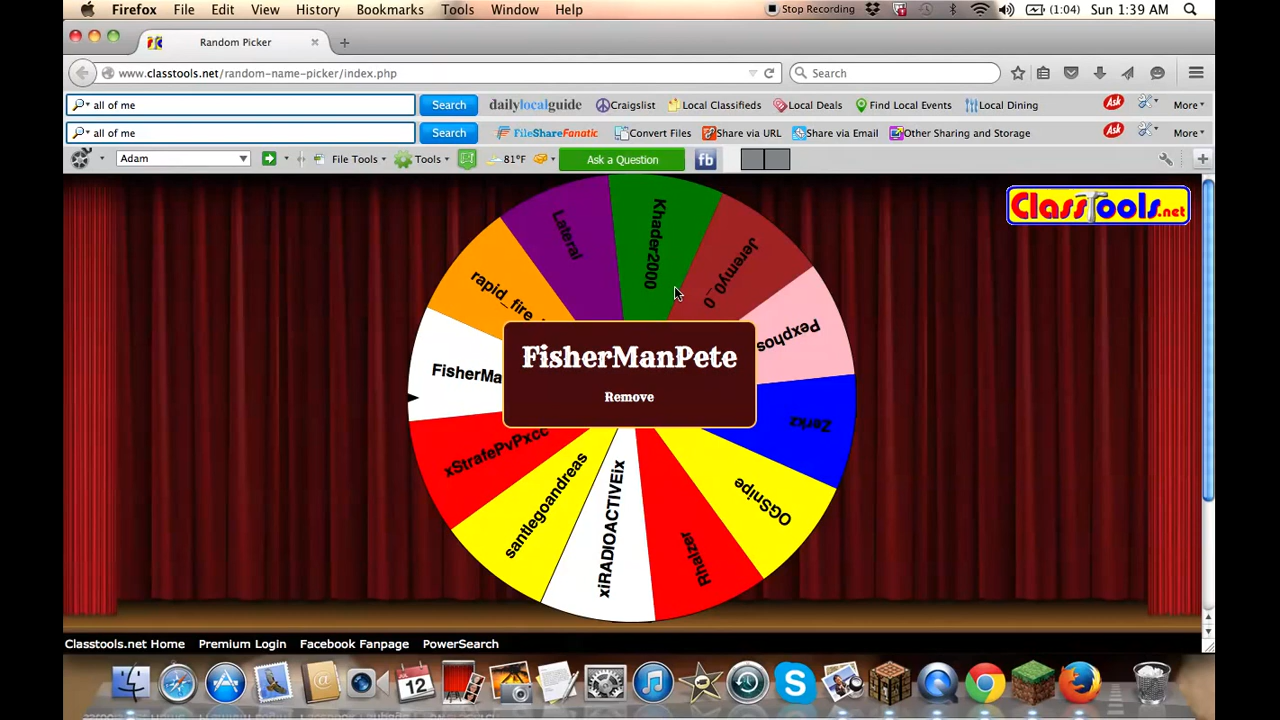 Firefox File Edit View History Bookmarks Tools Window Help Stop Recording (1:04) Sun 1:39 AM
Random Picker
www.classtools.net/random-name-picker/index.php Search
all of me Search dailylocalguide Craigslist Local Classifieds Local Deals Find Local Events Local Dining Ask More
all of me Search FileShareFanatic Convert Files Share via URL Share via Email Other Sharing and Storage Ask More
Adam File Tools Tools 81°F Ask a Question fb
ClassTools.net
Lateral
Khader2000
Jeremy0_0
rapid_fire_
Pexphos
FisherMa
FisherManPete
Remove
Zerkz
xStrafePvPxcc
OGSnipe
santiegoandreas
xiRADIOACTIVEix
Rhalzer
Classtools.net Home Premium Login Facebook Fanpage PowerSearch
12